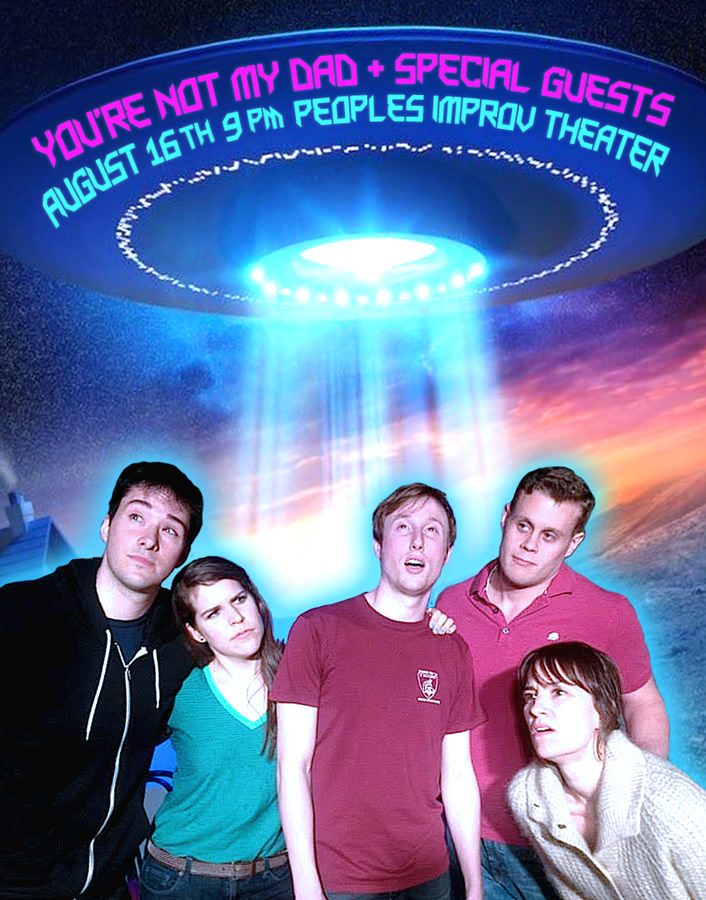 YOU'RE NOT MY DAD + SPECIAL GUESTS
AUGUST 16TH 9 PM PEOPLES IMPROV THEATER